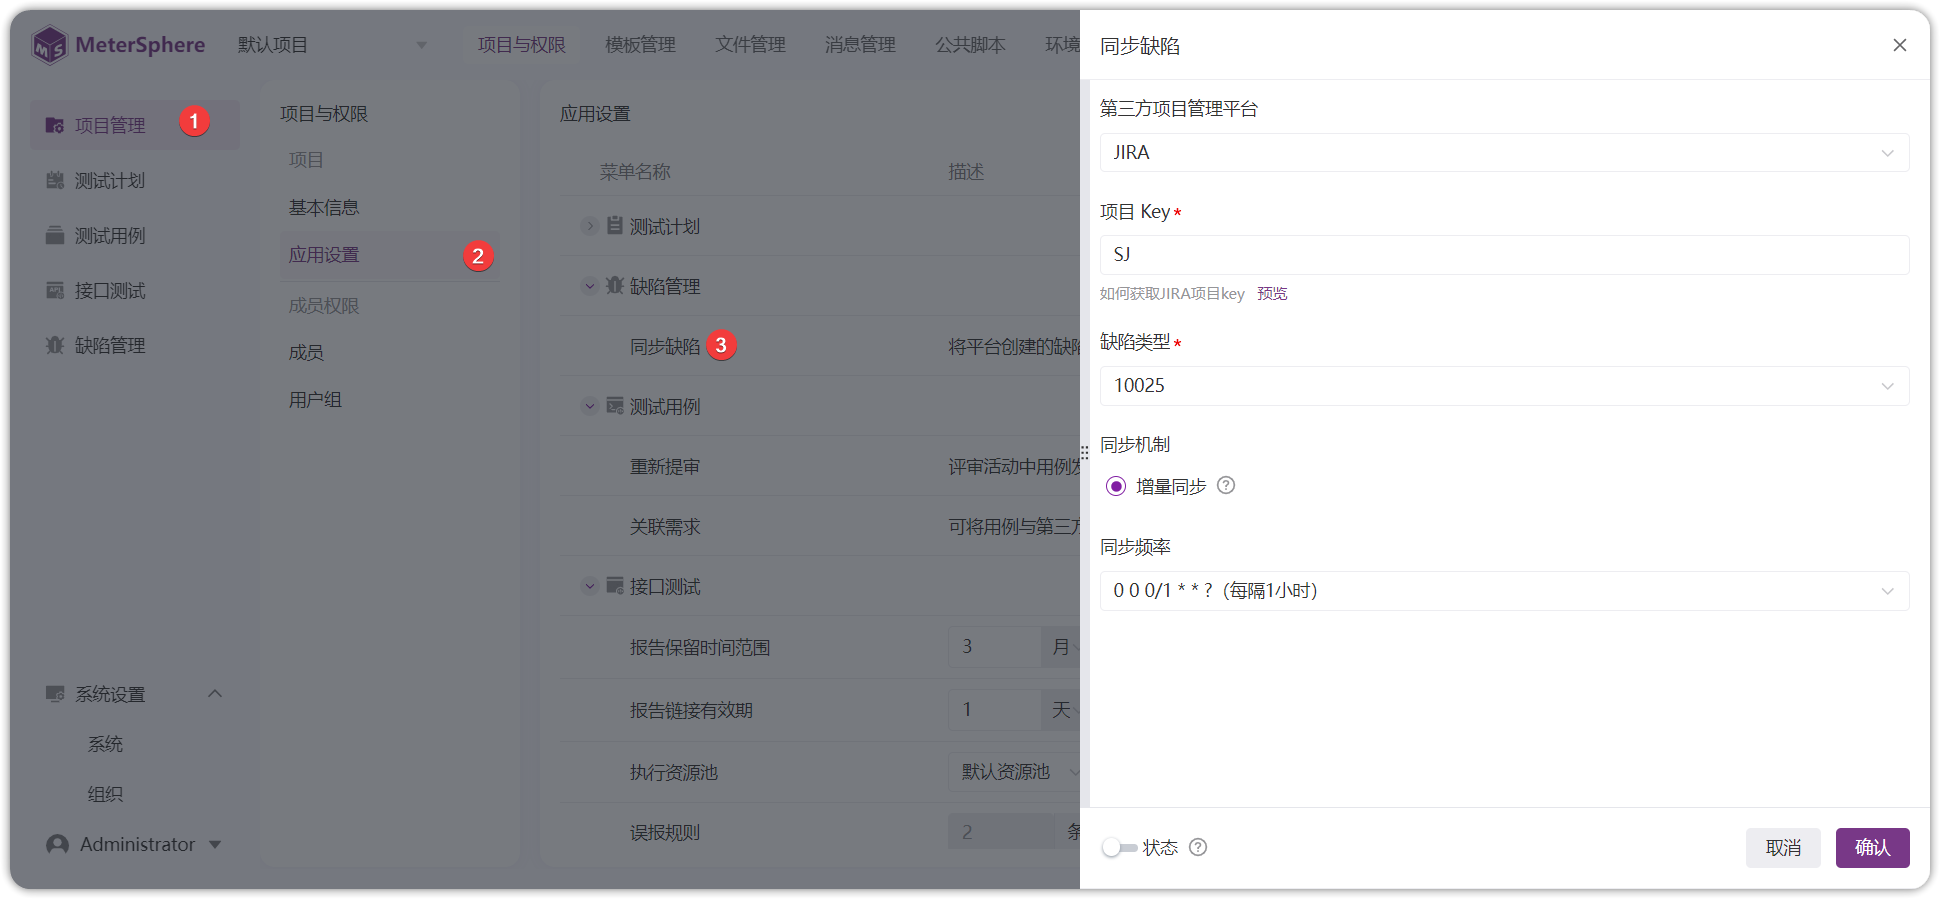 MeterSphere
默认项目
项目与权限
模板管理
文件管理
消息管理
公共脚本
环境
项目管理
1
测试计划
测试用例
接口测试
缺陷管理
系统设置
系统
组织
Administrator
项目与权限
项目
基本信息
应用设置
2
成员权限
成员
用户组
应用设置
菜单名称 描述
测试计划
缺陷管理
同步缺陷 3 将平台创建的缺陷
测试用例
重新提审 评审活动中用例发
关联需求 可将用例与第三方
接口测试
报告保留时间范围 3 月
报告链接有效期 1 天
执行资源池 默认资源池
误报规则 2 条
同步缺陷
第三方项目管理平台
JIRA
项目 Key*
SJ
如何获取JIRA项目key 预览
缺陷类型*
10025
同步机制
增量同步
同步频率
0 0 0/1 * * ?（每隔1小时）
状态
取消
确认